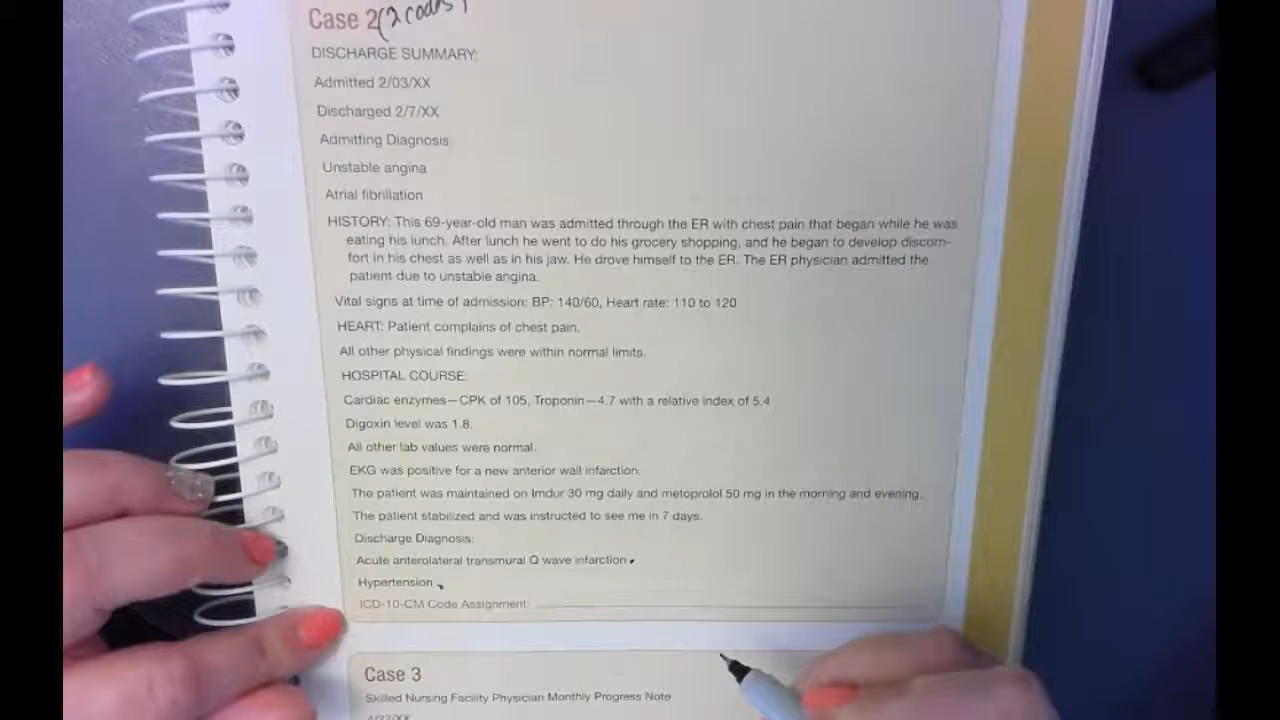 Case 2 (2 codes)
DISCHARGE SUMMARY:
Admitted 2/03/XX
Discharged 2/7/XX
Admitting Diagnosis
Unstable angina
Atrial fibrillation
HISTORY: This 69-year-old man was admitted through the ER with chest pain that began while he was
eating his lunch. After lunch he went to do his grocery shopping, and he began to develop discom-
fort in his chest as well as in his jaw. He drove himself to the ER. The ER physician admitted the
patient due to unstable angina.
Vital signs at time of admission: BP: 140/60, Heart rate: 110 to 120
HEART: Patient complains of chest pain.
All other physical findings were within normal limits.
HOSPITAL COURSE:
Cardiac enzymes—CPK of 105, Troponin—4.7 with a relative index of 5.4
Digoxin level was 1.8.
All other lab values were normal.
EKG was positive for a new anterior wall infarction.
The patient was maintained on Imdur 30 mg daily and metoprolol 50 mg in the morning and evening.
The patient stabilized and was instructed to see me in 7 days.
Discharge Diagnosis:
Acute anterolateral transmural Q wave infarction
Hypertension
ICD-10-CM Code Assignment:
Case 3
Skilled Nursing Facility Physician Monthly Progress Note